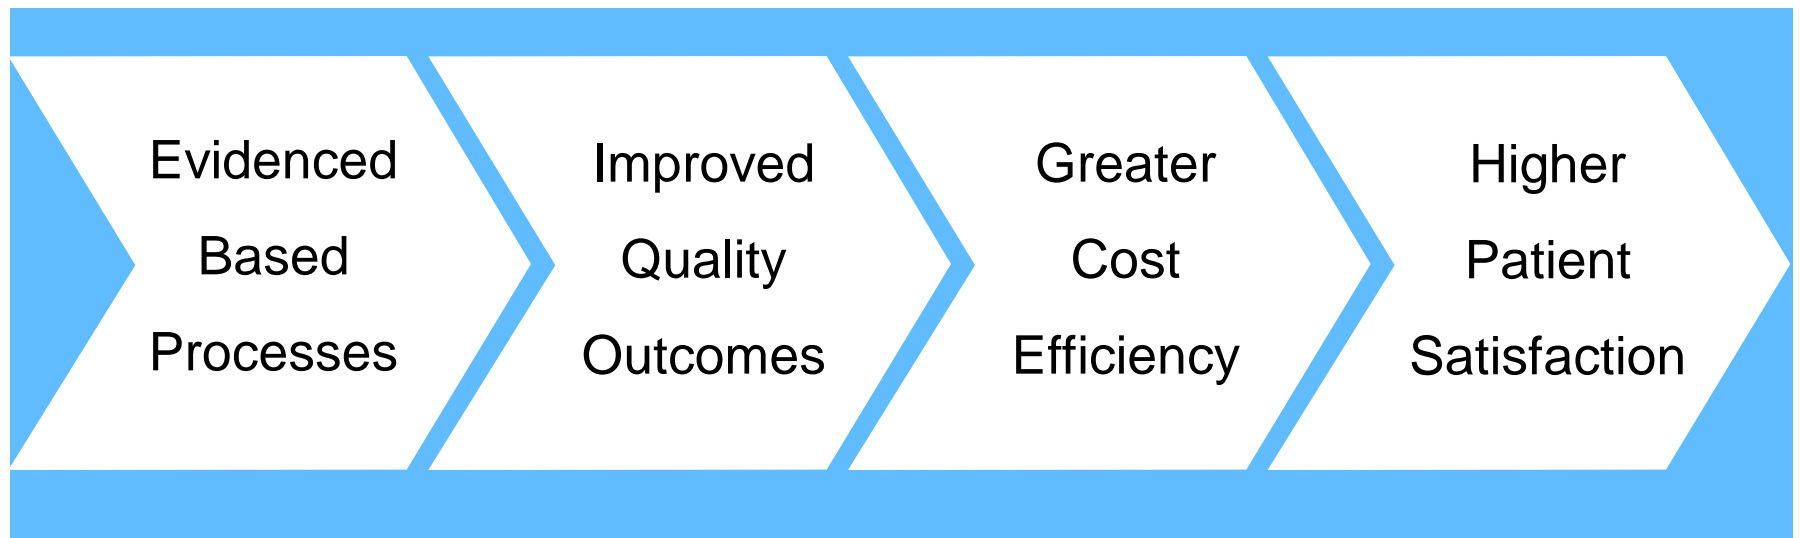 Evidenced
Based
Processes
Improved
Quality
Outcomes
Greater
Cost
Efficiency
Higher
Patient
Satisfaction